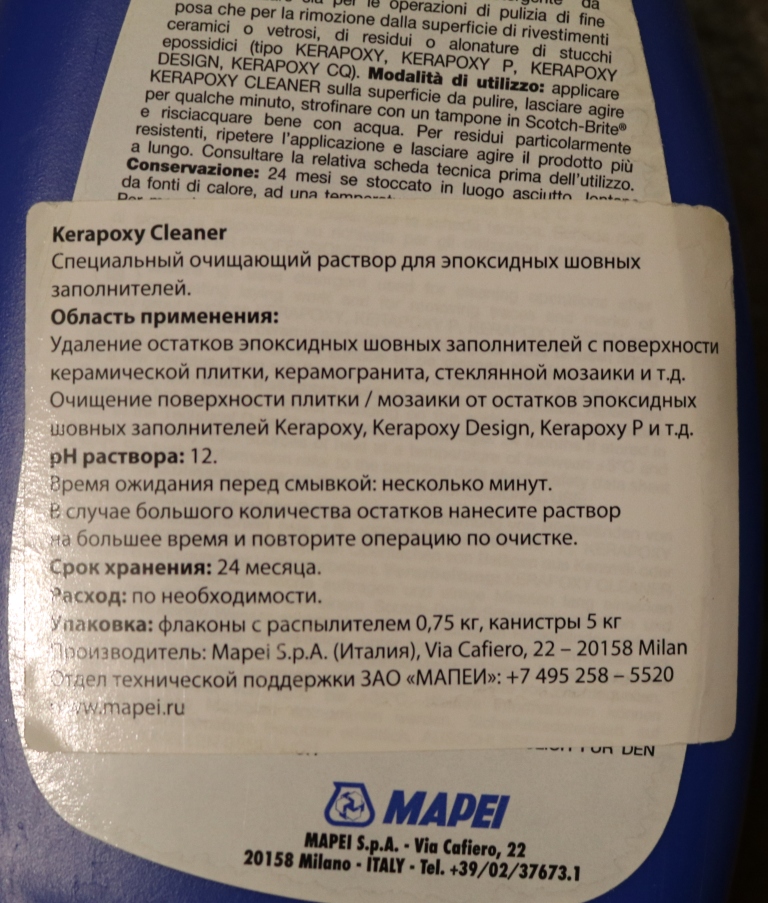 per le operazioni di pulizia di fine
posa che per la rimozione dalla superficie di rivestimenti
ceramici o vetrosi, di residui o alonature di stucchi
epossidici (tipo KERAPOXY, KERAPOXY P, KERAPOXY
DESIGN, KERAPOXY CQ). Modalità di utilizzo: applicare
KERAPOXY CLEANER sulla superficie da pulire, lasciare agire
per qualche minuto, strofinare con un tampone in Scotch-Brite®
e risciacquare bene con acqua. Per residui particolarmente
resistenti, ripetere l'applicazione e lasciare agire il prodotto più
a lungo. Consultare la relativa scheda tecnica prima dell'utilizzo.
Conservazione: 24 mesi se stoccato in luogo asciutto, lontano
da fonti di calore, ad una
Kerapoxy Cleaner
Специальный очищающий раствор для эпоксидных шовных
заполнителей.
Область применения:
Удаление остатков эпоксидных шовных заполнителей с поверхности
керамической плитки, керамогранита, стеклянной мозаики и т.д.
Очищение поверхности плитки / мозаики от остатков эпоксидных
шовных заполнителей Kerapoxy, Kerapoxy Design, Kerapoxy P и т.д.
pH раствора: 12.
Время ожидания перед смывкой: несколько минут.
В случае большого количества остатков нанесите раствор
на большее время и повторите операцию по очистке.
Срок хранения: 24 месяца.
Расход: по необходимости.
Упаковка: флаконы с распылителем 0,75 кг, канистры 5 кг
Производитель: Mapei S.p.A. (Италия), Via Cafiero, 22 – 20158 Milan
Отдел технической поддержки ЗАО «МАПЕИ»: +7 495 258 – 5520
www.mapei.ru
FÜR DEN
MAPEI
MAPEI S.p.A. - Via Cafiero, 22
20158 Milano - ITALY - Tel. +39/02/37673.1